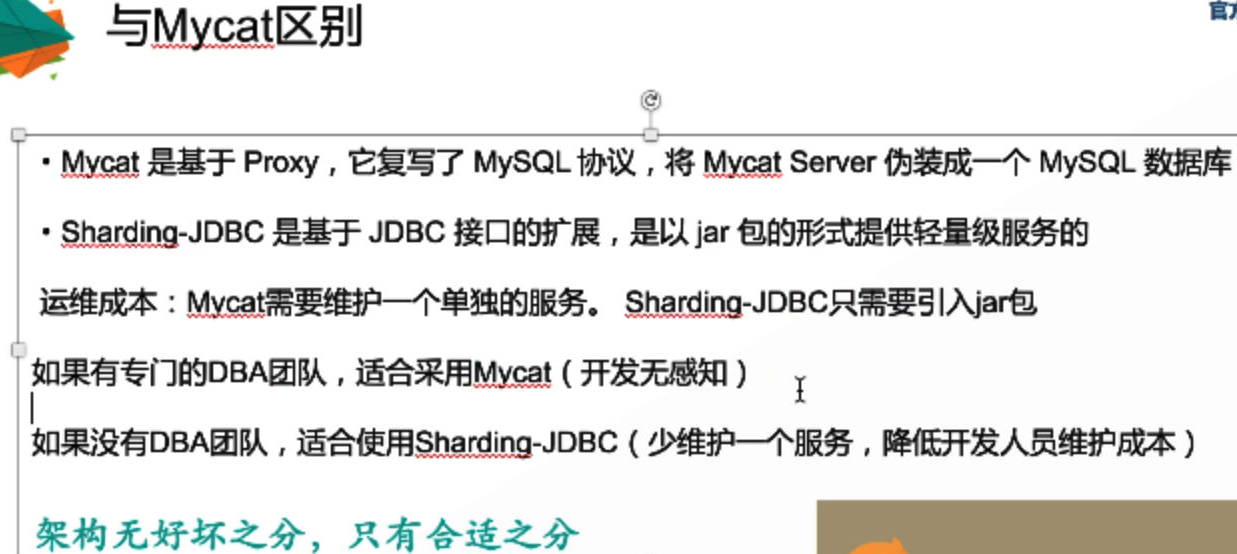 与Mycat区别
官方
· Mycat 是基于 Proxy，它复写了 MySQL 协议，将 Mycat Server 伪装成一个 MySQL 数据库
· Sharding-JDBC 是基于 JDBC 接口的扩展，是以 jar 包的形式提供轻量级服务的
运维成本：Mycat需要维护一个单独的服务。 Sharding-JDBC只需要引入jar包
如果有专门的DBA团队，适合采用Mycat（开发无感知）
如果没有DBA团队，适合使用Sharding-JDBC（少维护一个服务，降低开发人员维护成本）
架构无好坏之分，只有合适之分